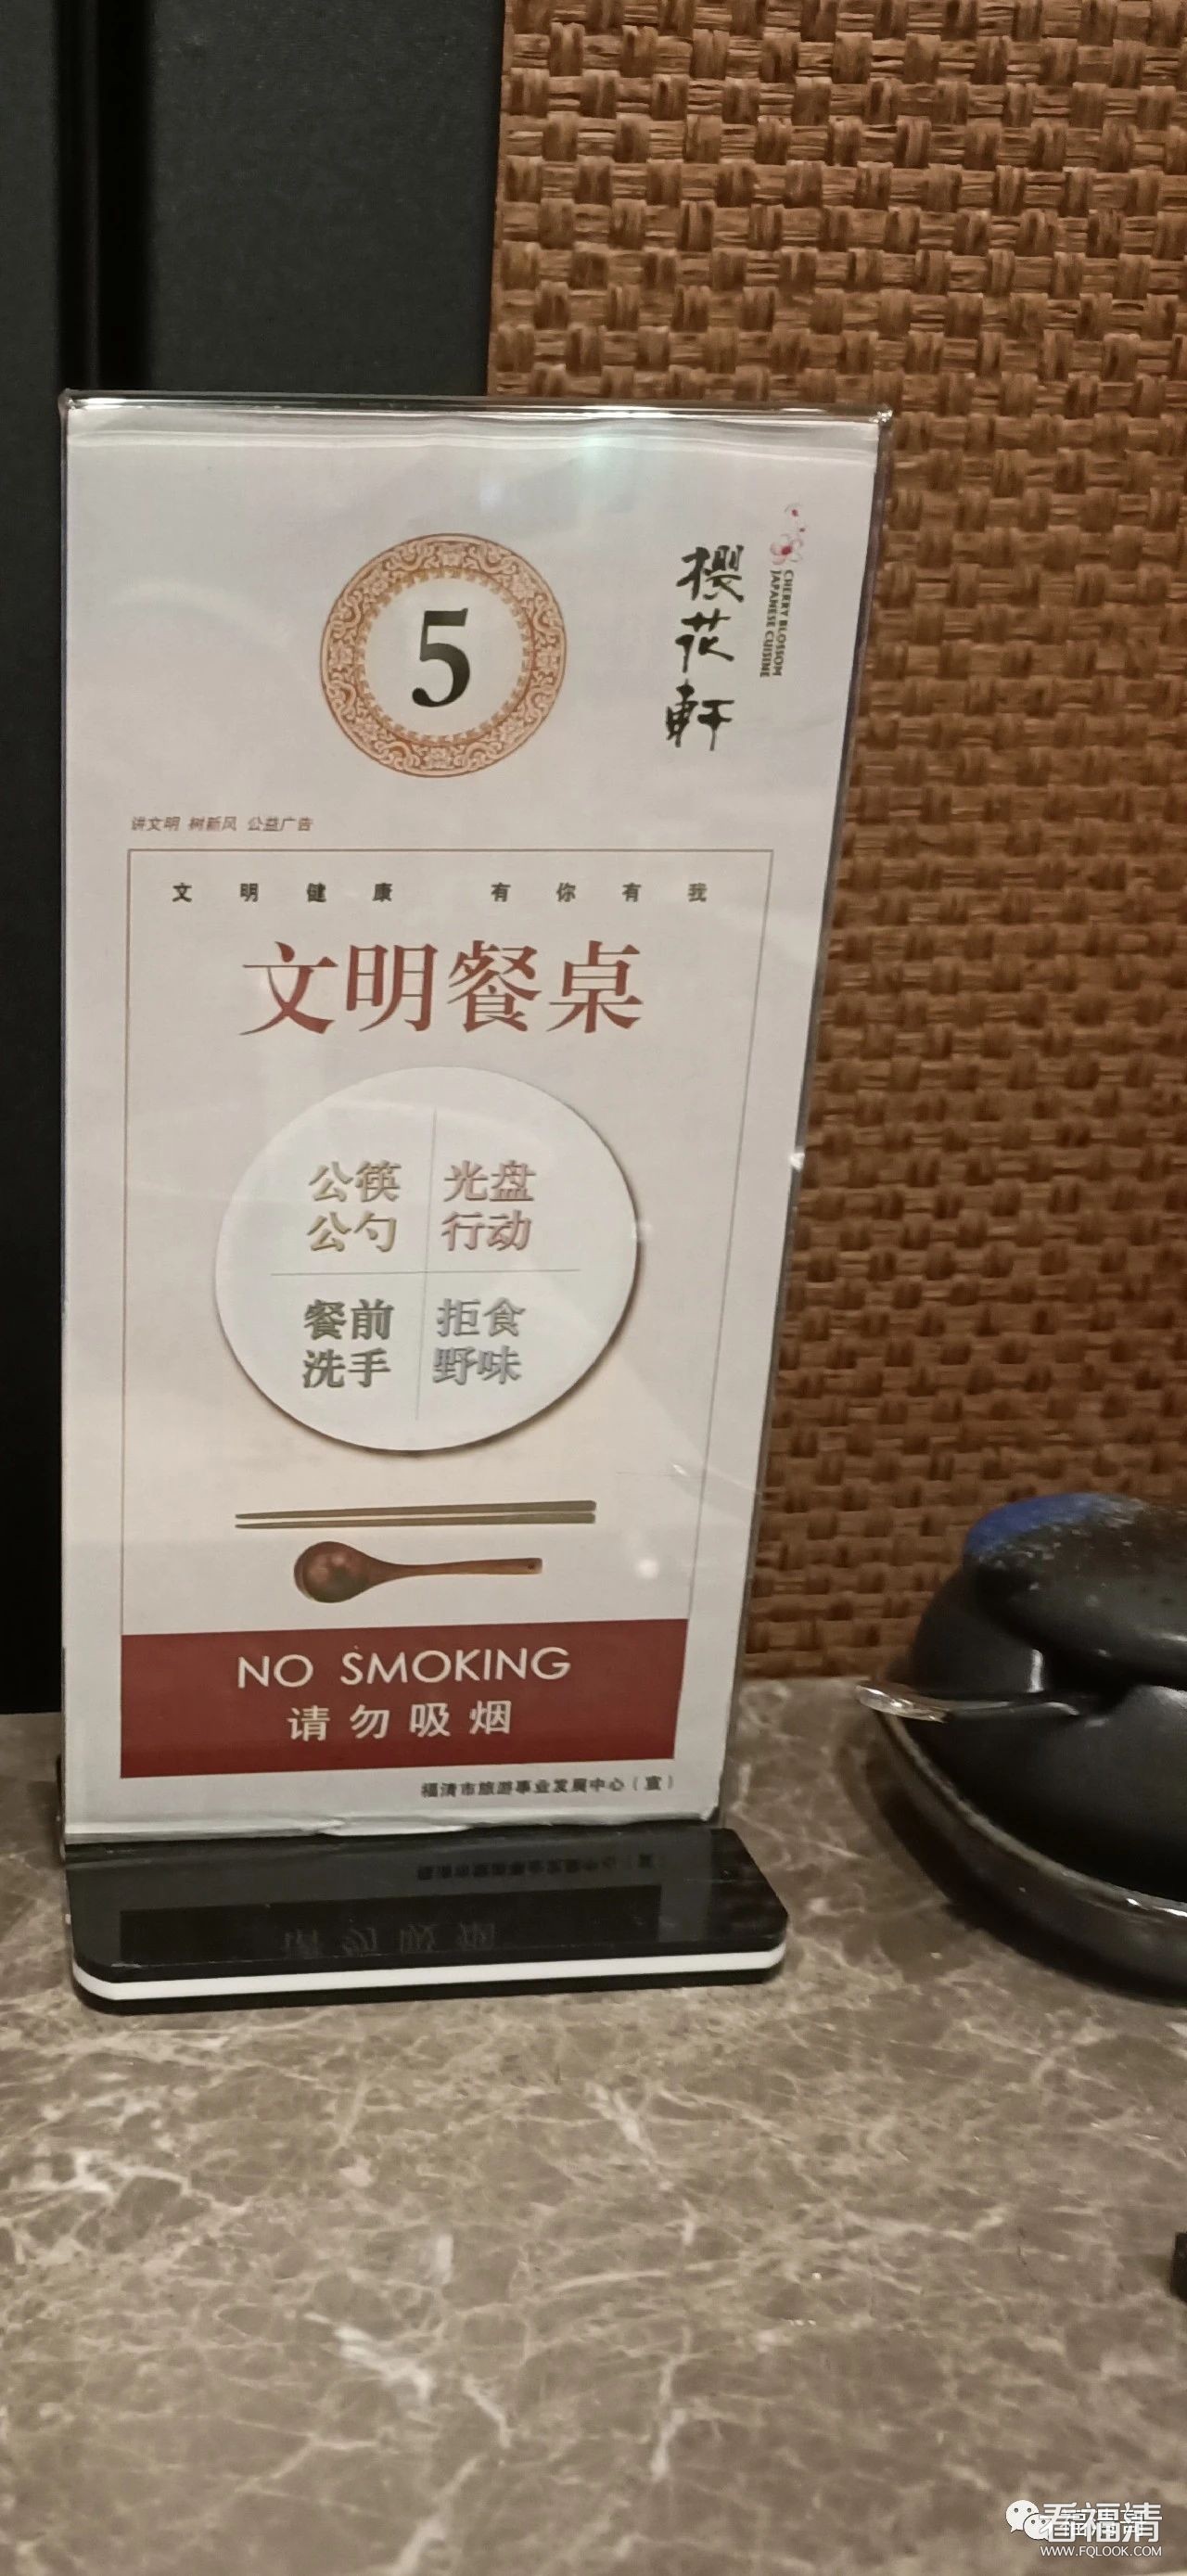 5
櫻花軒
CHERRY BLOSSOM
JAPANESE CUISINE
讲文明 树新风 公益广告
文明健康 有你有我
文明餐桌
公筷
公勺
光盘
行动
餐前
洗手
拒食
野味
NO SMOKING
请勿吸烟
福清市旅游事业发展中心（宣）
看福清
WWW.FQLOOK.COM